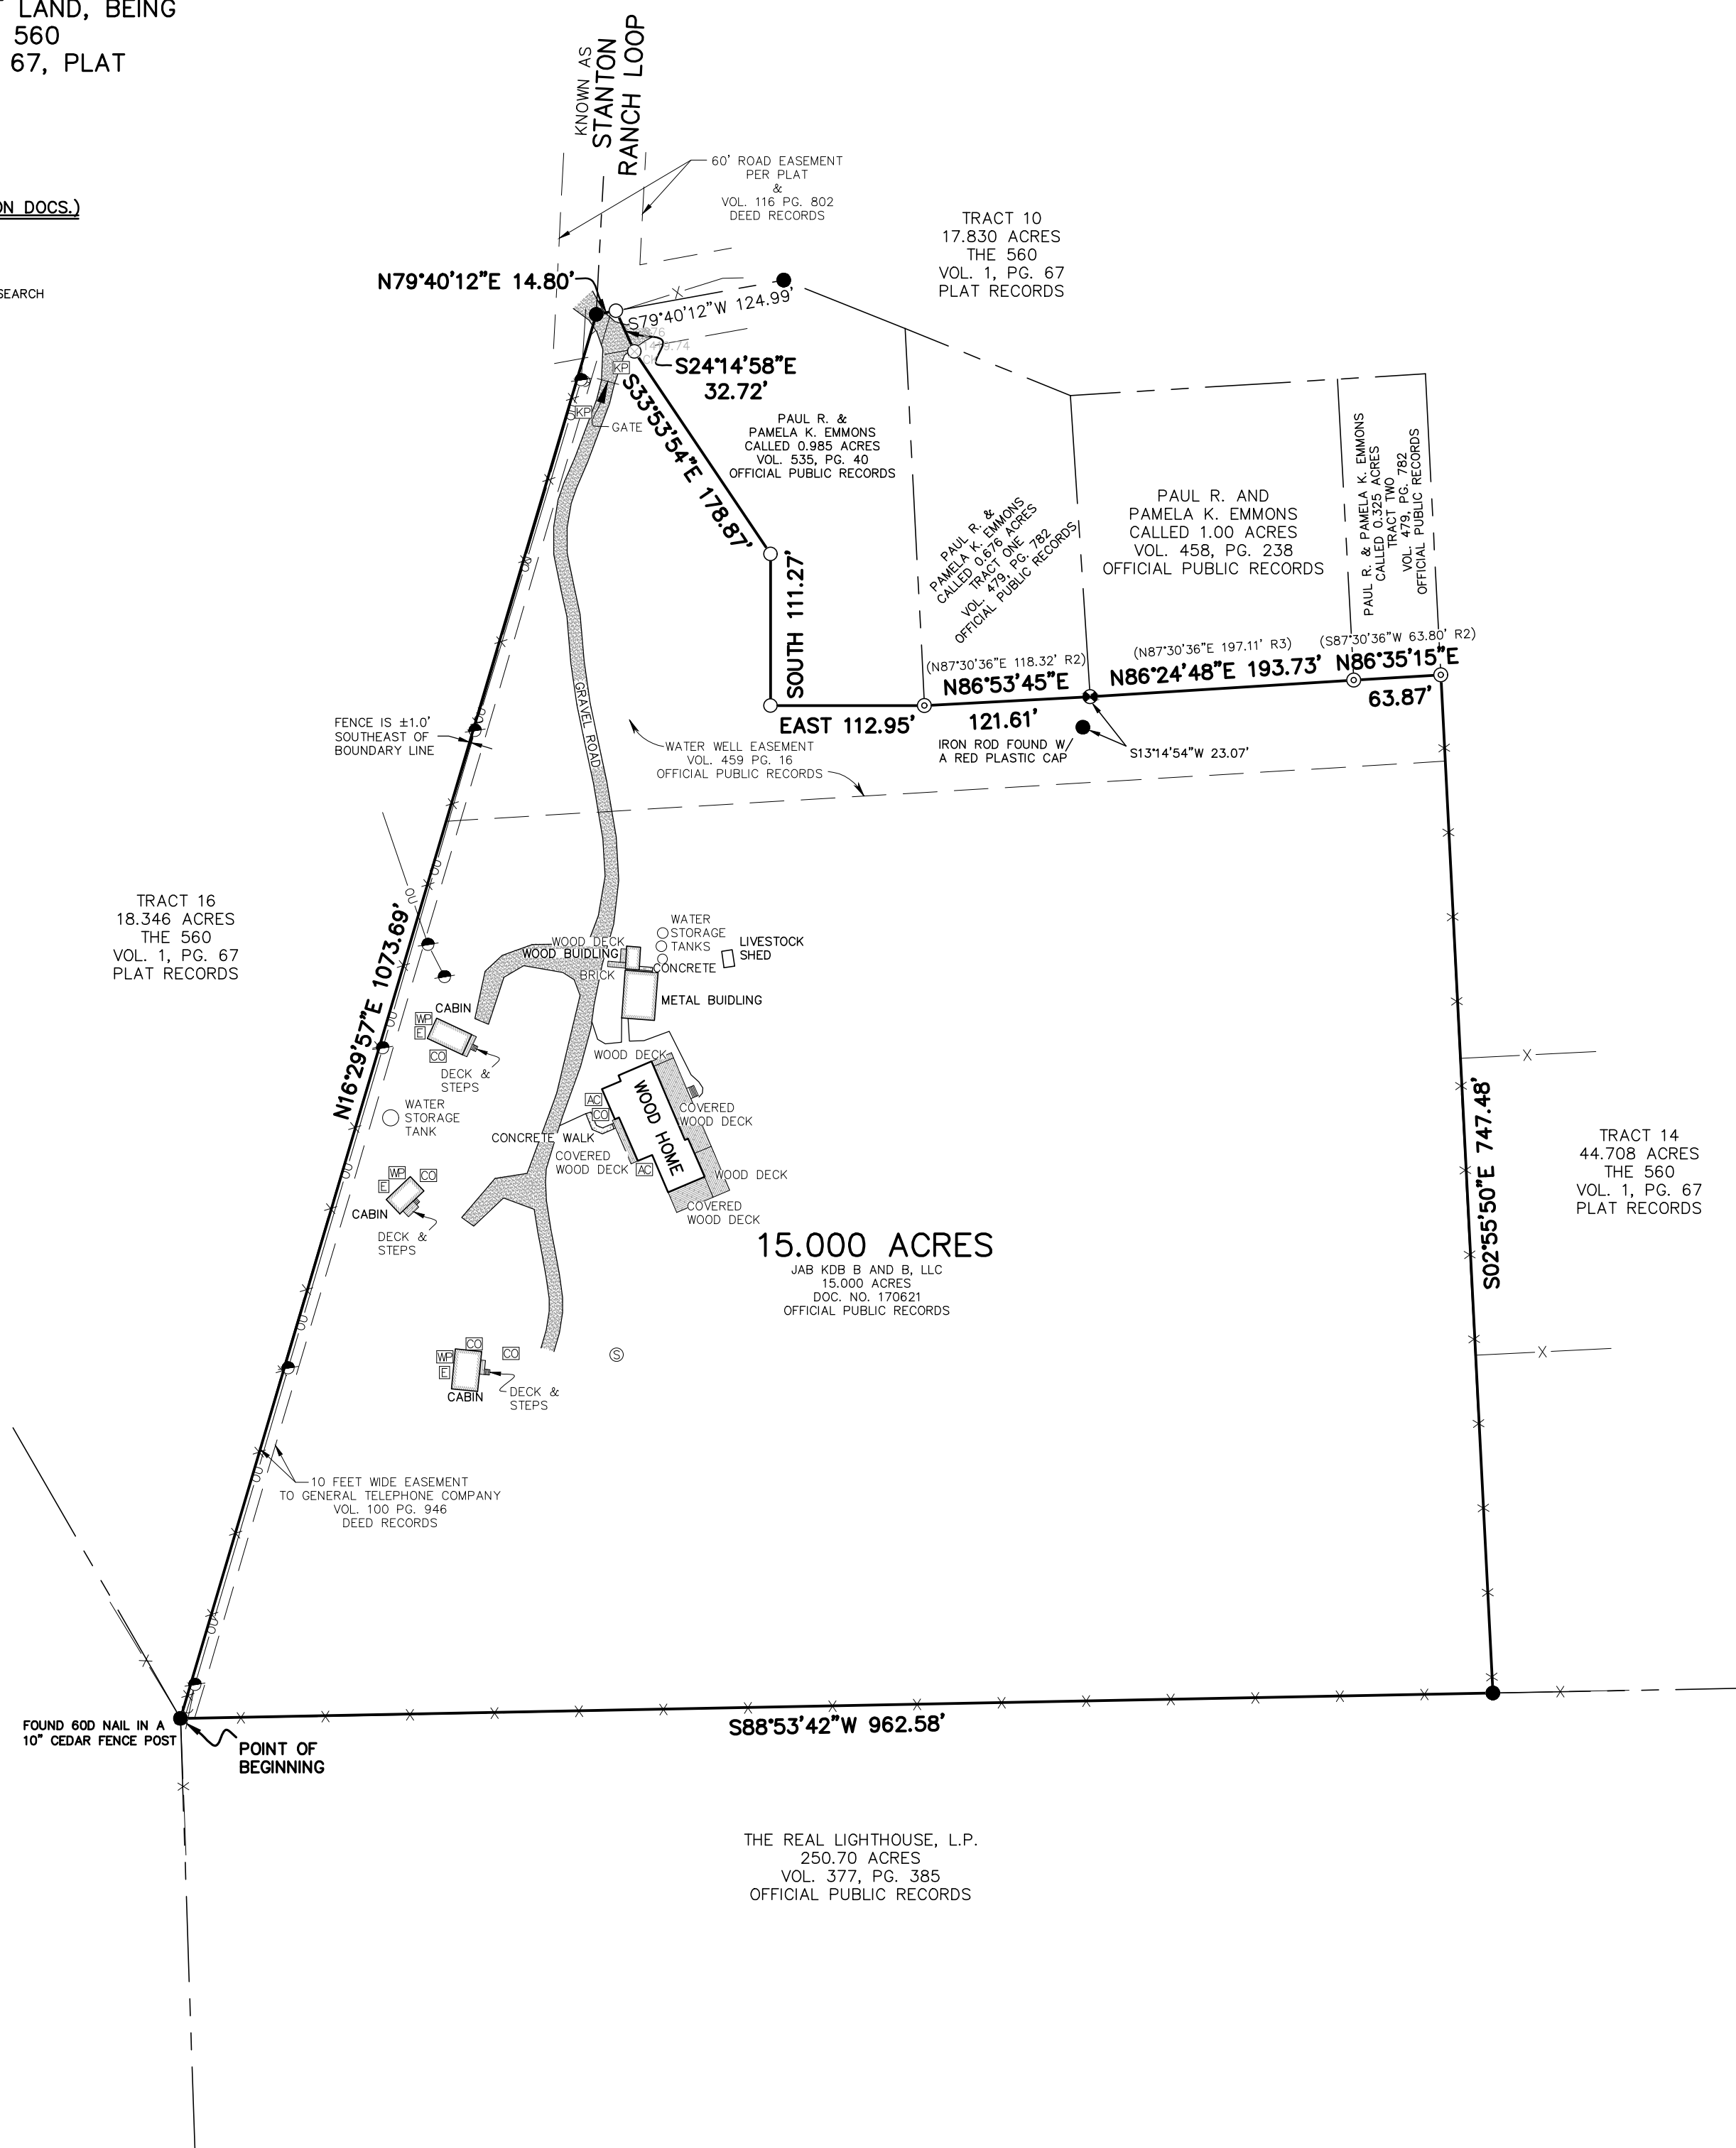 LAND, BEING
560
67, PLAT
ON DOCS.)
SEARCH
KNOWN AS
STANTON
RANCH LOOP
60' ROAD EASEMENT
PER PLAT
&
VOL. 116 PG. 802
DEED RECORDS
TRACT 10
17.830 ACRES
THE 560
VOL. 1, PG. 67
PLAT RECORDS
N79°40'12"E 14.80'
X
S79°40'12"W 124.99'
S24°14'58"E
32.72'
KP
KP
GATE
S33°53'54"E 178.87'
PAUL R. &
PAMELA K. EMMONS
CALLED 0.985 ACRES
VOL. 535, PG. 40
OFFICIAL PUBLIC RECORDS
PAUL R. &
PAMELA K. EMMONS
CALLED 0.676 ACRES
TRACT ONE
VOL. 479, PG. 782
OFFICIAL PUBLIC RECORDS
PAUL R. AND
PAMELA K. EMMONS
CALLED 1.00 ACRES
VOL. 458, PG. 238
OFFICIAL PUBLIC RECORDS
PAUL R. & PAMELA K. EMMONS
CALLED 0.325 ACRES
TRACT TWO
VOL. 479, PG. 782
OFFICIAL PUBLIC RECORDS
SOUTH 111.27'
EAST 112.95'
(N87°30'36"E 118.32' R2)
N86°53'45"E
121.61'
(N87°30'36"E 197.11' R3)
N86°24'48"E 193.73'
(S87°30'36"W 63.80' R2)
N86°35'15"E
63.87'
IRON ROD FOUND W/
A RED PLASTIC CAP
S13°14'54"W 23.07'
FENCE IS ±1.0'
SOUTHEAST OF
BOUNDARY LINE
GRAVEL ROAD
WATER WELL EASEMENT
VOL. 459 PG. 16
OFFICIAL PUBLIC RECORDS
TRACT 16
18.346 ACRES
THE 560
VOL. 1, PG. 67
PLAT RECORDS
N16°29'57"E 1073.69'
OU
WATER
STORAGE
TANKS
LIVESTOCK
SHED
WOOD DECK
WOOD BUIDLING
BRICK
CONCRETE
METAL BUIDLING
CABIN
WP
E
CO
DECK &
STEPS
WATER
STORAGE
TANK
WOOD DECK
AC
CO
WOOD HOME
COVERED
WOOD DECK
CONCRETE WALK
COVERED
WOOD DECK
AC
WOOD DECK
COVERED
WOOD DECK
WP
CO
E
CABIN
DECK &
STEPS
X
X
S02°55'50"E 747.48'
TRACT 14
44.708 ACRES
THE 560
VOL. 1, PG. 67
PLAT RECORDS
15.000 ACRES
JAB KDB B AND B, LLC
15.000 ACRES
DOC. NO. 170621
OFFICIAL PUBLIC RECORDS
CO
WP
E
CO
S
CABIN
DECK &
STEPS
10 FEET WIDE EASEMENT
TO GENERAL TELEPHONE COMPANY
VOL. 100 PG. 946
DEED RECORDS
FOUND 60D NAIL IN A
10" CEDAR FENCE POST
POINT OF
BEGINNING
S88°53'42"W 962.58'
THE REAL LIGHTHOUSE, L.P.
250.70 ACRES
VOL. 377, PG. 385
OFFICIAL PUBLIC RECORDS